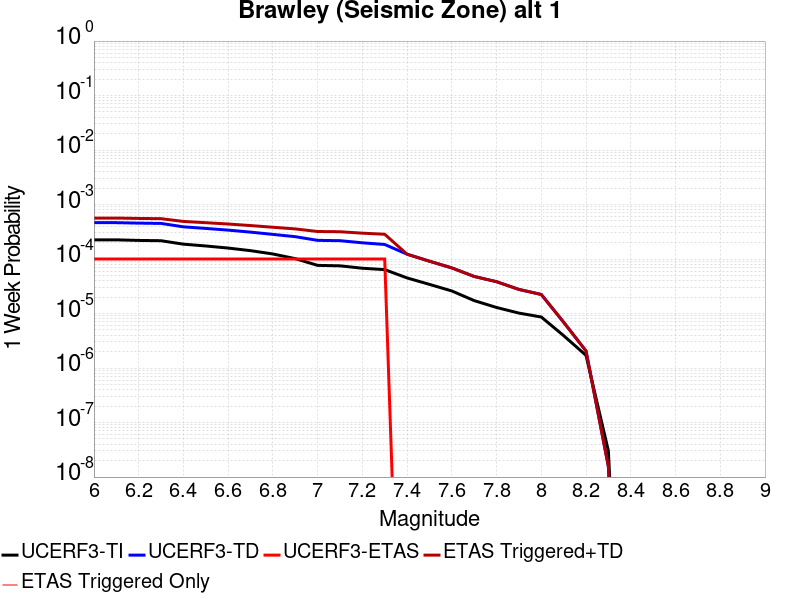 Brawley (Seismic Zone) alt 1
10 0
10-1
10-2
10-3
10-4
10-5
10-6
10-7
10-8
1 Week Probability
6 6.2 6.4 6.6 6.8 7 7.2 7.4 7.6 7.8 8 8.2 8.4 8.6 8.8 9
Magnitude
UCERF3-TI UCERF3-TD UCERF3-ETAS ETAS Triggered+TD
ETAS Triggered Only